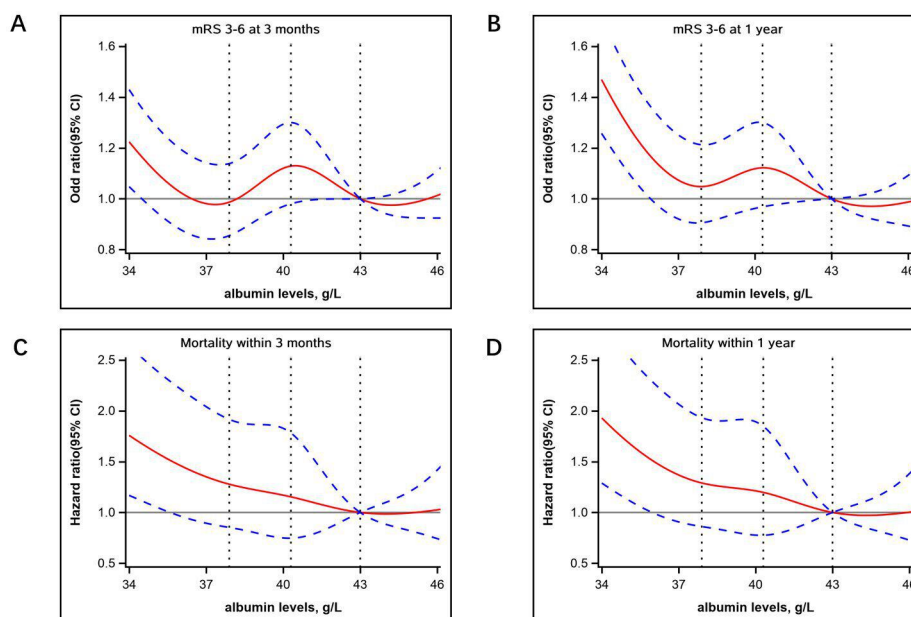 A
mRS 3-6 at 3 months
1.6
1.4
1.2
1.0
0.8
Odd ratio(95% CI)
34 37 40 43 46
albumin levels, g/L
B
mRS 3-6 at 1 year
1.6
1.4
1.2
1.0
0.8
Odd ratio(95% CI)
34 37 40 43 46
albumin levels, g/L
C
Mortality within 3 months
2.5
2.0
1.5
1.0
0.5
Hazard ratio(95% CI)
34 37 40 43 46
albumin levels, g/L
D
Mortality within 1 year
2.5
2.0
1.5
1.0
0.5
Hazard ratio(95% CI)
34 37 40 43 46
albumin levels, g/L